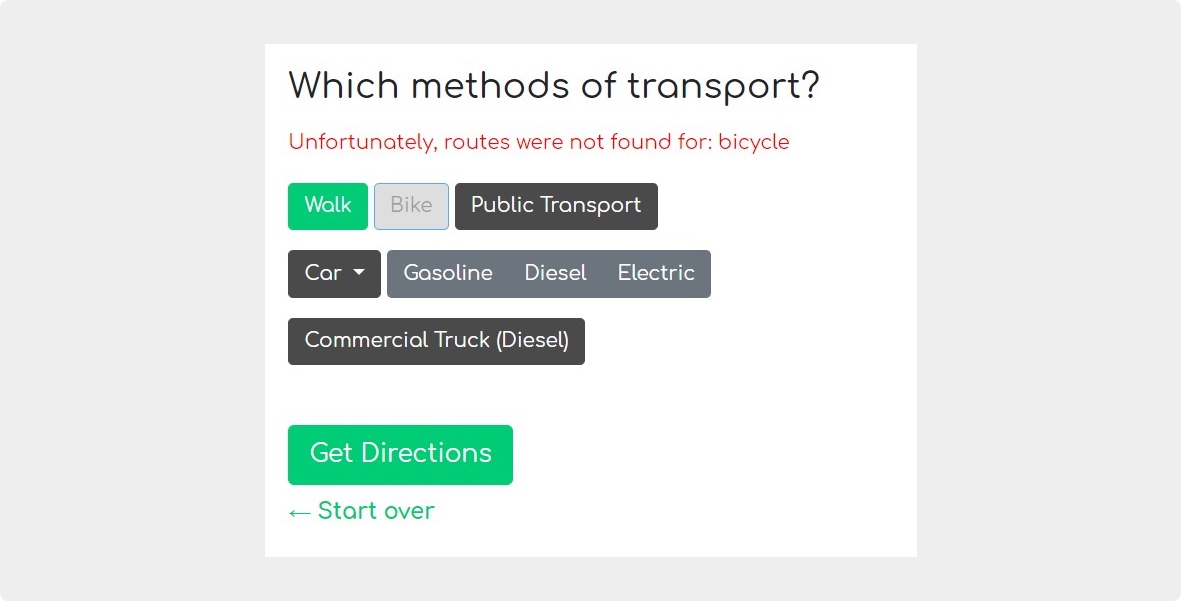 Which methods of transport?
Unfortunately, routes were not found for: bicycle
Walk Bike Public Transport
Car Gasoline Diesel Electric
Commercial Truck (Diesel)
Get Directions
← Start over